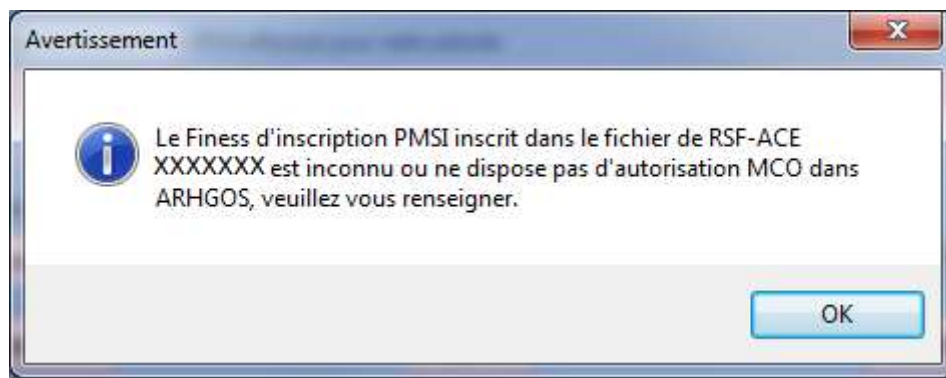 Avertissement
Le Finess d'inscription PMSI inscrit dans le fichier de RSF-ACE
XXXXXXX est inconnu ou ne dispose pas d'autorisation MCO dans
ARHGOS, veuillez vous renseigner.
OK